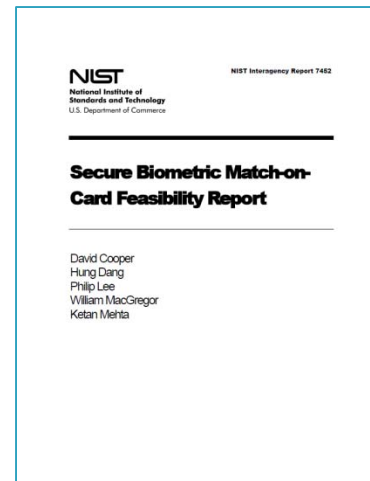 NIST
National Institute of
Standards and Technology
U.S. Department of Commerce
NIST Interagency Report 7452
Secure Biometric Match-on-
Card Feasibility Report
David Cooper
Hung Dang
Philip Lee
William MacGregor
Ketan Mehta